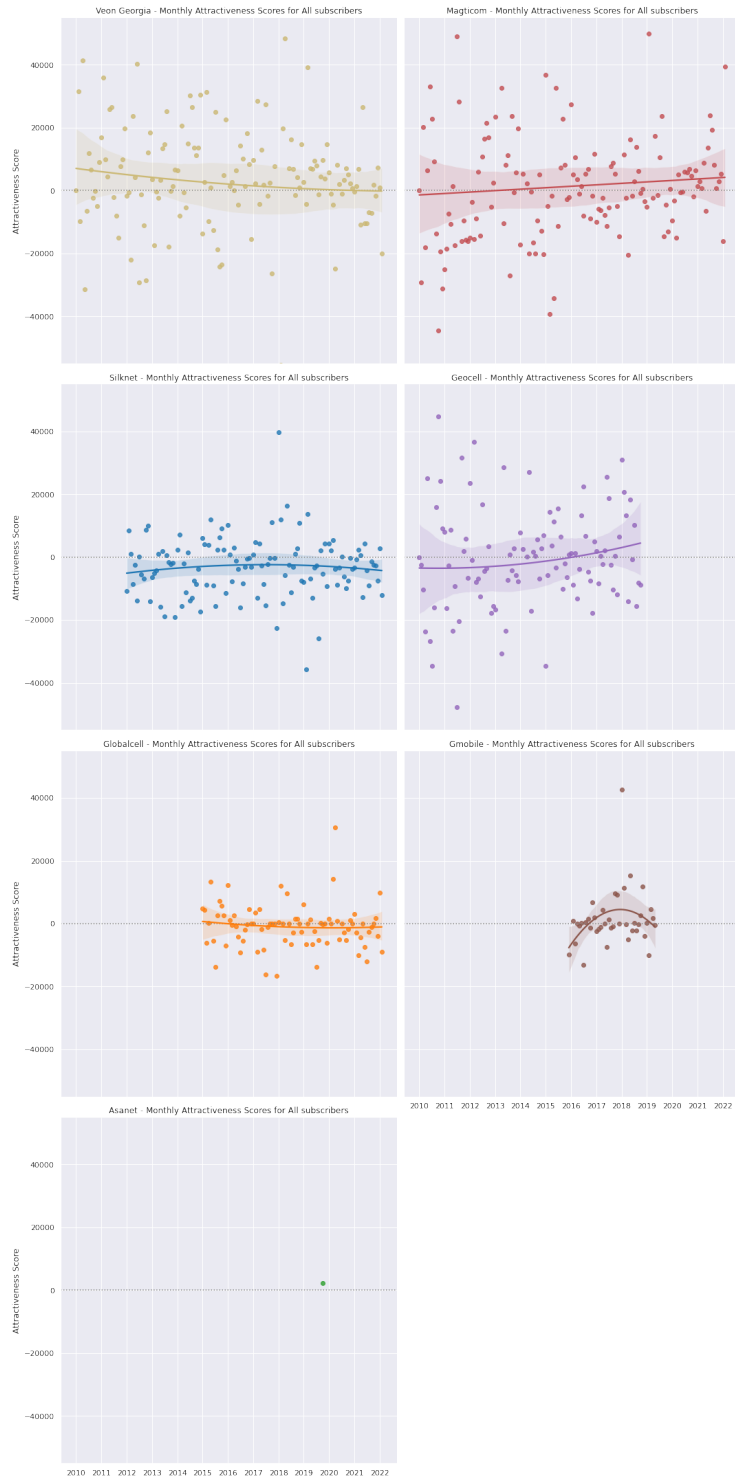 Veon Georgia - Monthly Attractiveness Scores for All subscribers
Magticom - Monthly Attractiveness Scores for All subscribers
Attractiveness Score
40000
20000
0
−20000
−40000
Silknet - Monthly Attractiveness Scores for All subscribers
Geocell - Monthly Attractiveness Scores for All subscribers
Attractiveness Score
40000
20000
0
−20000
−40000
Globalcell - Monthly Attractiveness Scores for All subscribers
Gmobile - Monthly Attractiveness Scores for All subscribers
Attractiveness Score
40000
20000
0
−20000
−40000
2010 2011 2012 2013 2014 2015 2016 2017 2018 2019 2020 2021 2022
Asanet - Monthly Attractiveness Scores for All subscribers
Attractiveness Score
40000
20000
0
−20000
−40000
2010 2011 2012 2013 2014 2015 2016 2017 2018 2019 2020 2021 2022